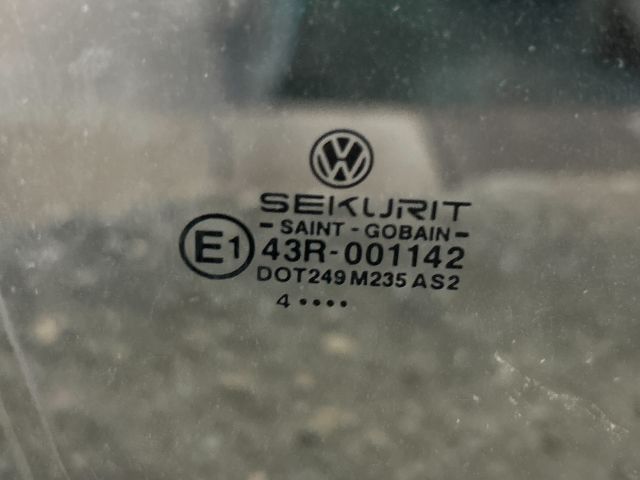 SEKURIT
- SAINT - GOBAIN -
E1 43R-001142
DOT249 M235 AS2
4 ••••